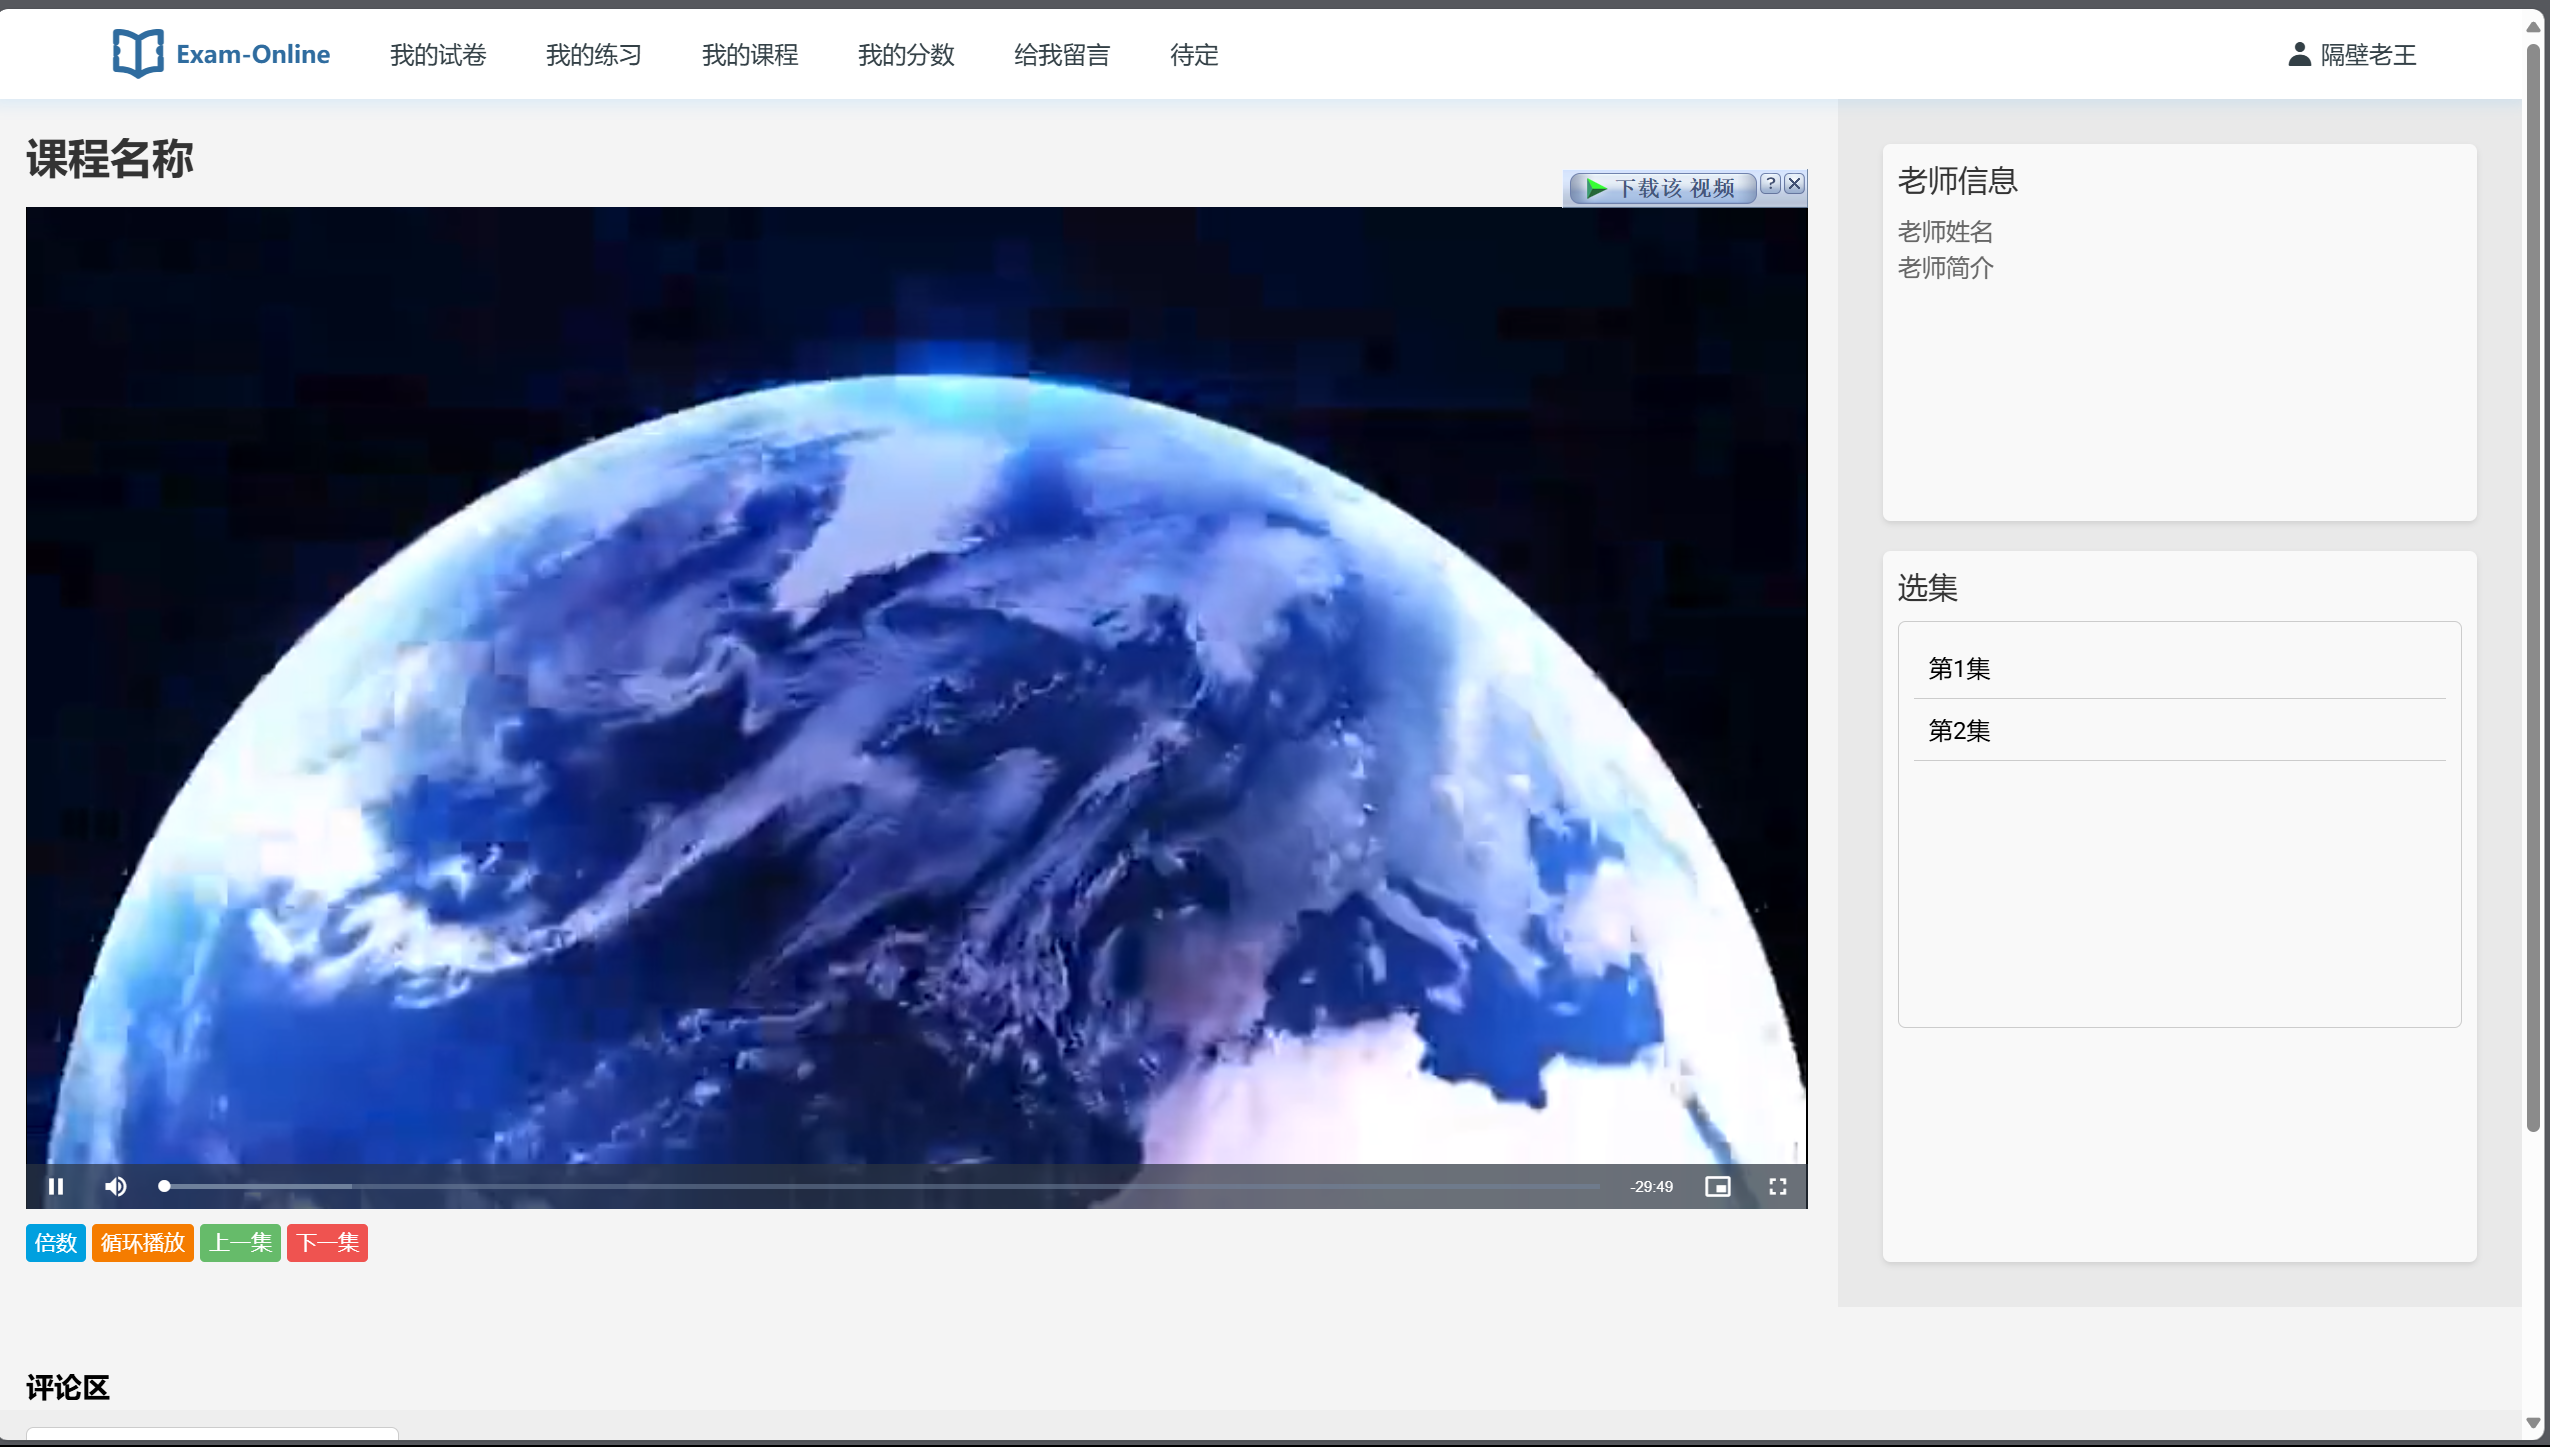 Exam-Online 我的试卷 我的练习 我的课程 我的分数 给我留言 待定 隔壁老王
课程名称
下载该 视频 ?
老师信息
老师姓名
老师简介
选集
第1集
第2集
-29:49
倍数 循环播放 上一集 下一集
评论区